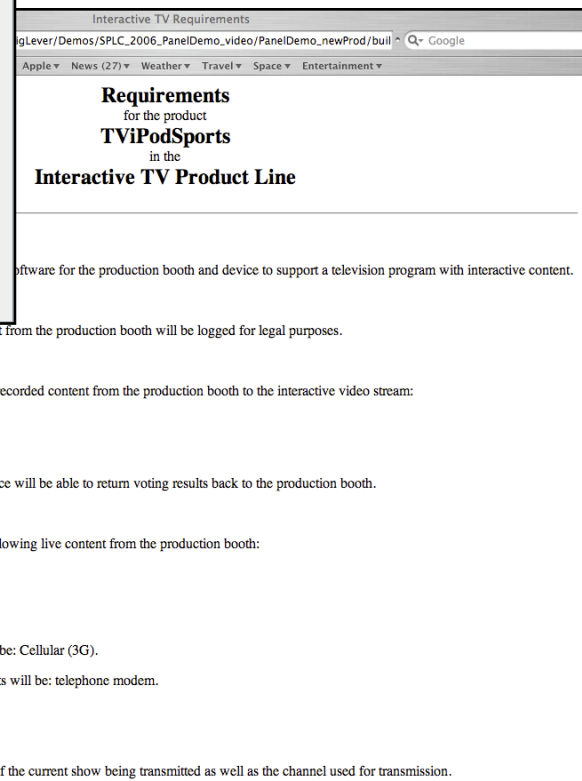 Interactive TV Requirements
igLever/Demos/SPLC_2006_PanelDemo_video/PanelDemo_newProd/buil Google
Apple News (27) Weather Travel Space Entertainment
Requirements
for the product
TViPodSports
in the
Interactive TV Product Line
software for the production booth and device to support a television program with interactive content.
from the production booth will be logged for legal purposes.
recorded content from the production booth to the interactive video stream:
ce will be able to return voting results back to the production booth.
lowing live content from the production booth:
be: Cellular (3G).
s will be: telephone modem.
f the current show being transmitted as well as the channel used for transmission.